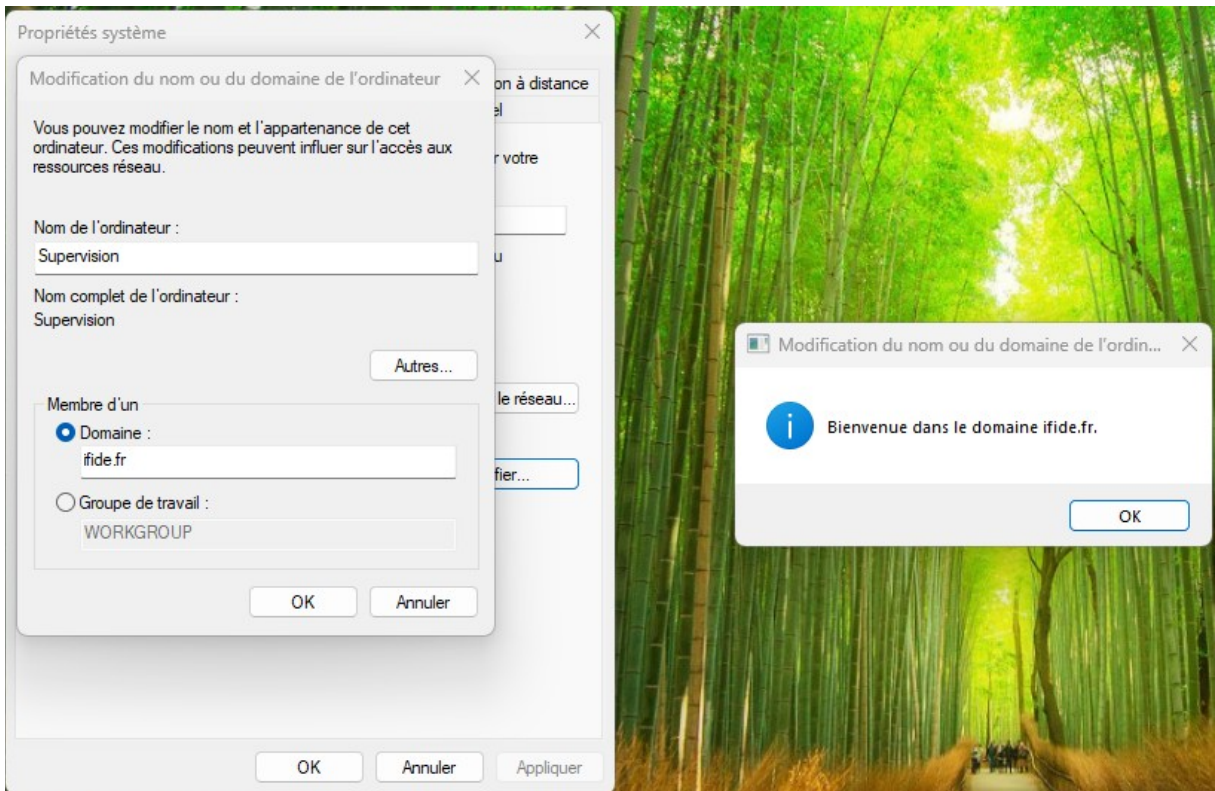 Propriétés système
Modification du nom ou du domaine de l'ordinateur
on à distance
el
Vous pouvez modifier le nom et l'appartenance de cet
ordinateur. Ces modifications peuvent influer sur l'accès aux
ressources réseau.
r votre
Nom de l'ordinateur :
Supervision
u
Nom complet de l'ordinateur :
Supervision
Autres...
le réseau...
Membre d'un
Domaine :
ifide.fr
fier...
Groupe de travail :
WORKGROUP
OK
Annuler
OK
Annuler
Appliquer
Modification du nom ou du domaine de l'ordin...
Bienvenue dans le domaine ifide.fr.
OK